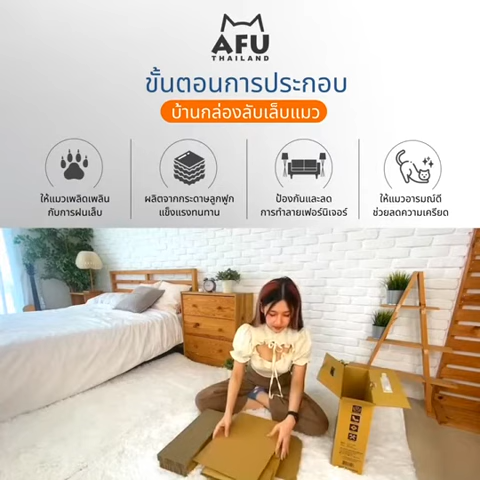 AFU
THAILAND
ขั้นตอนการประกอบ
บ้านกล่องลับเล็บแมว
ให้แมวเพลิดเพลิน
กับการฝนเล็บ
ผลิตจากกระดาษลูกฟูก
แข็งแรงทนทาน
ป้องกันและลด
การทำลายเฟอร์นิเจอร์
ให้แมวอารมณ์ดี
ช่วยลดความเครียด